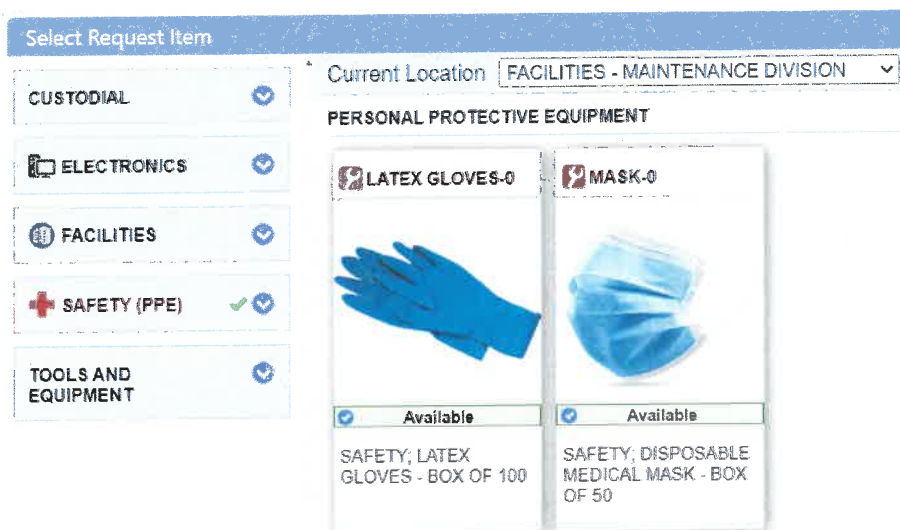 Select Request Item
CUSTODIAL
ELECTRONICS
FACILITIES
SAFETY (PPE)
TOOLS AND
EQUIPMENT
Current Location FACILITIES - MAINTENANCE DIVISION
PERSONAL PROTECTIVE EQUIPMENT
LATEX GLOVES-0
Available
SAFETY; LATEX
GLOVES - BOX OF 100
MASK-0
Available
SAFETY; DISPOSABLE
MEDICAL MASK - BOX
OF 50